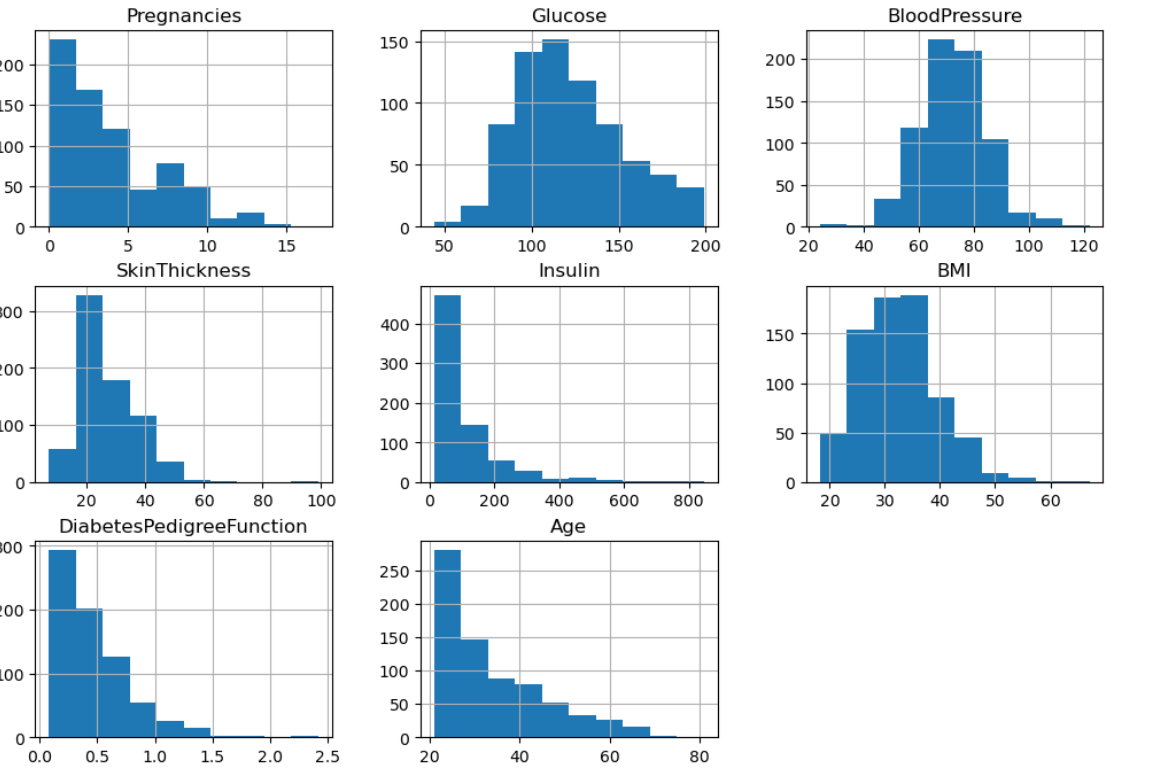 Pregnancies
200
150
100
50
0
0 5 10 15
Glucose
150
100
50
0
50 100 150 200
BloodPressure
200
150
100
50
0
20 40 60 80 100 120
SkinThickness
300
200
100
0
20 40 60 80 100
Insulin
400
300
200
100
0
0 200 400 600 800
BMI
150
100
50
0
20 30 40 50 60
DiabetesPedigreeFunction
300
200
100
0
0.0 0.5 1.0 1.5 2.0 2.5
Age
250
200
150
100
50
0
20 40 60 80